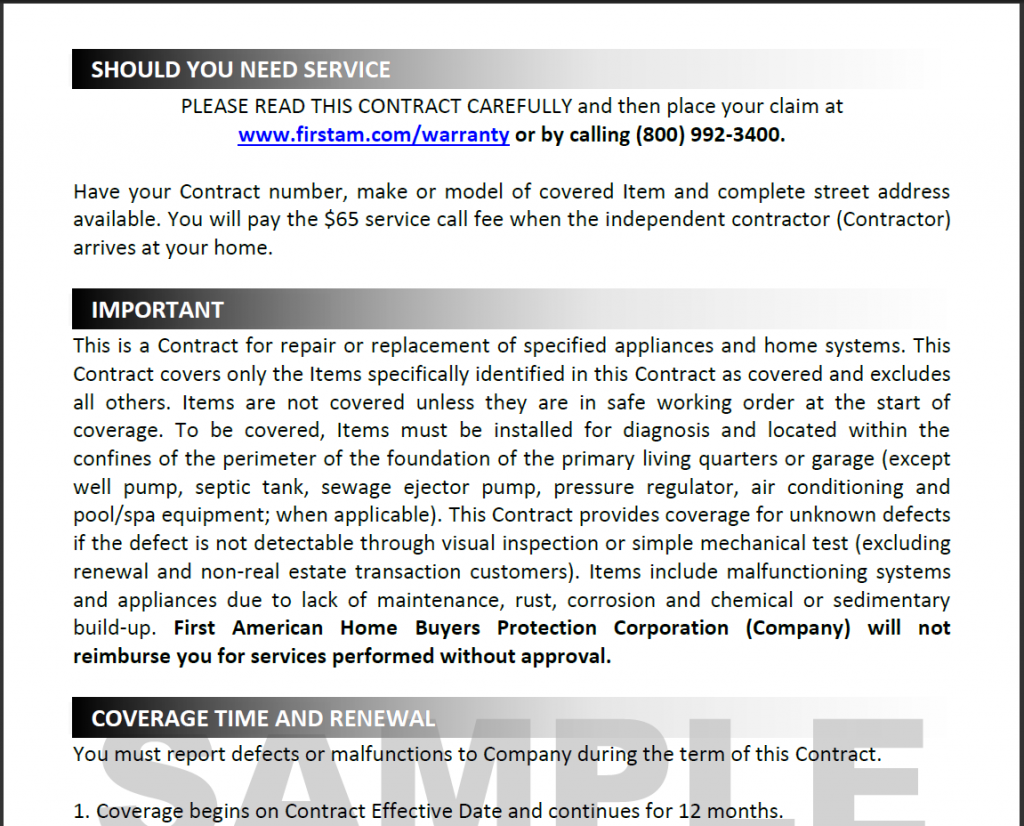 SHOULD YOU NEED SERVICE
PLEASE READ THIS CONTRACT CAREFULLY and then place your claim at
www.firstam.com/warranty or by calling (800) 992-3400.
Have your Contract number, make or model of covered Item and complete street address
available. You will pay the $65 service call fee when the independent contractor (Contractor)
arrives at your home.
IMPORTANT
This is a Contract for repair or replacement of specified appliances and home systems. This
Contract covers only the Items specifically identified in this Contract as covered and excludes
all others. Items are not covered unless they are in safe working order at the start of
coverage. To be covered, Items must be installed for diagnosis and located within the
confines of the perimeter of the foundation of the primary living quarters or garage (except
well pump, septic tank, sewage ejector pump, pressure regulator, air conditioning and
pool/spa equipment; when applicable). This Contract provides coverage for unknown defects
if the defect is not detectable through visual inspection or simple mechanical test (excluding
renewal and non-real estate transaction customers). Items include malfunctioning systems
and appliances due to lack of maintenance, rust, corrosion and chemical or sedimentary
build-up. First American Home Buyers Protection Corporation (Company) will not
reimburse you for services performed without approval.
COVERAGE TIME AND RENEWAL
SAMPLE
You must report defects or malfunctions to Company during the term of this Contract.
1. Coverage begins on Contract Effective Date and continues for 12 months.